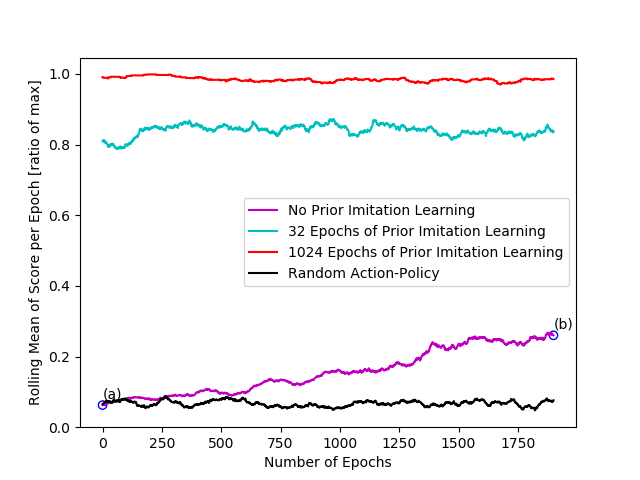 Rolling Mean of Score per Epoch [ratio of max]
1.0
0.8
0.6
0.4
0.2
0.0
No Prior Imitation Learning
32 Epochs of Prior Imitation Learning
1024 Epochs of Prior Imitation Learning
Random Action-Policy
(a)
(b)
0 250 500 750 1000 1250 1500 1750
Number of Epochs